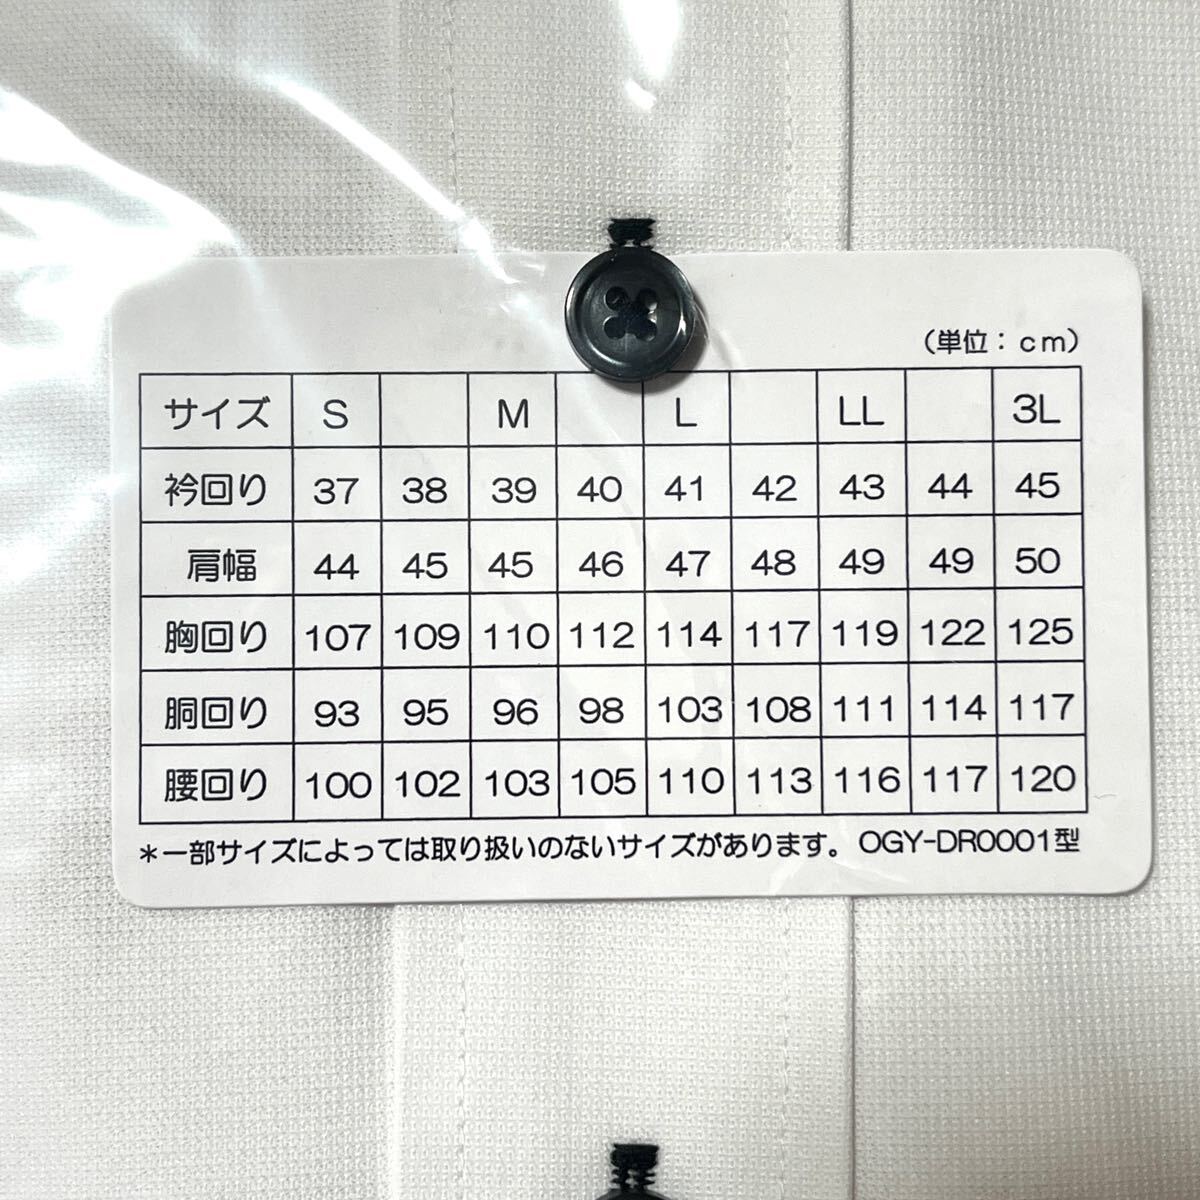 (単位：cm)
サイズ S M L LL 3L
衿回り 37 38 39 40 41 42 43 44 45
肩幅 44 45 45 46 47 48 49 49 50
胸回り 107 109 110 112 114 117 119 122 125
胴回り 93 95 96 98 103 108 111 114 117
腰回り 100 102 103 105 110 113 116 117 120
＊一部サイズによっては取り扱いのないサイズがあります。OGY-DR0001型